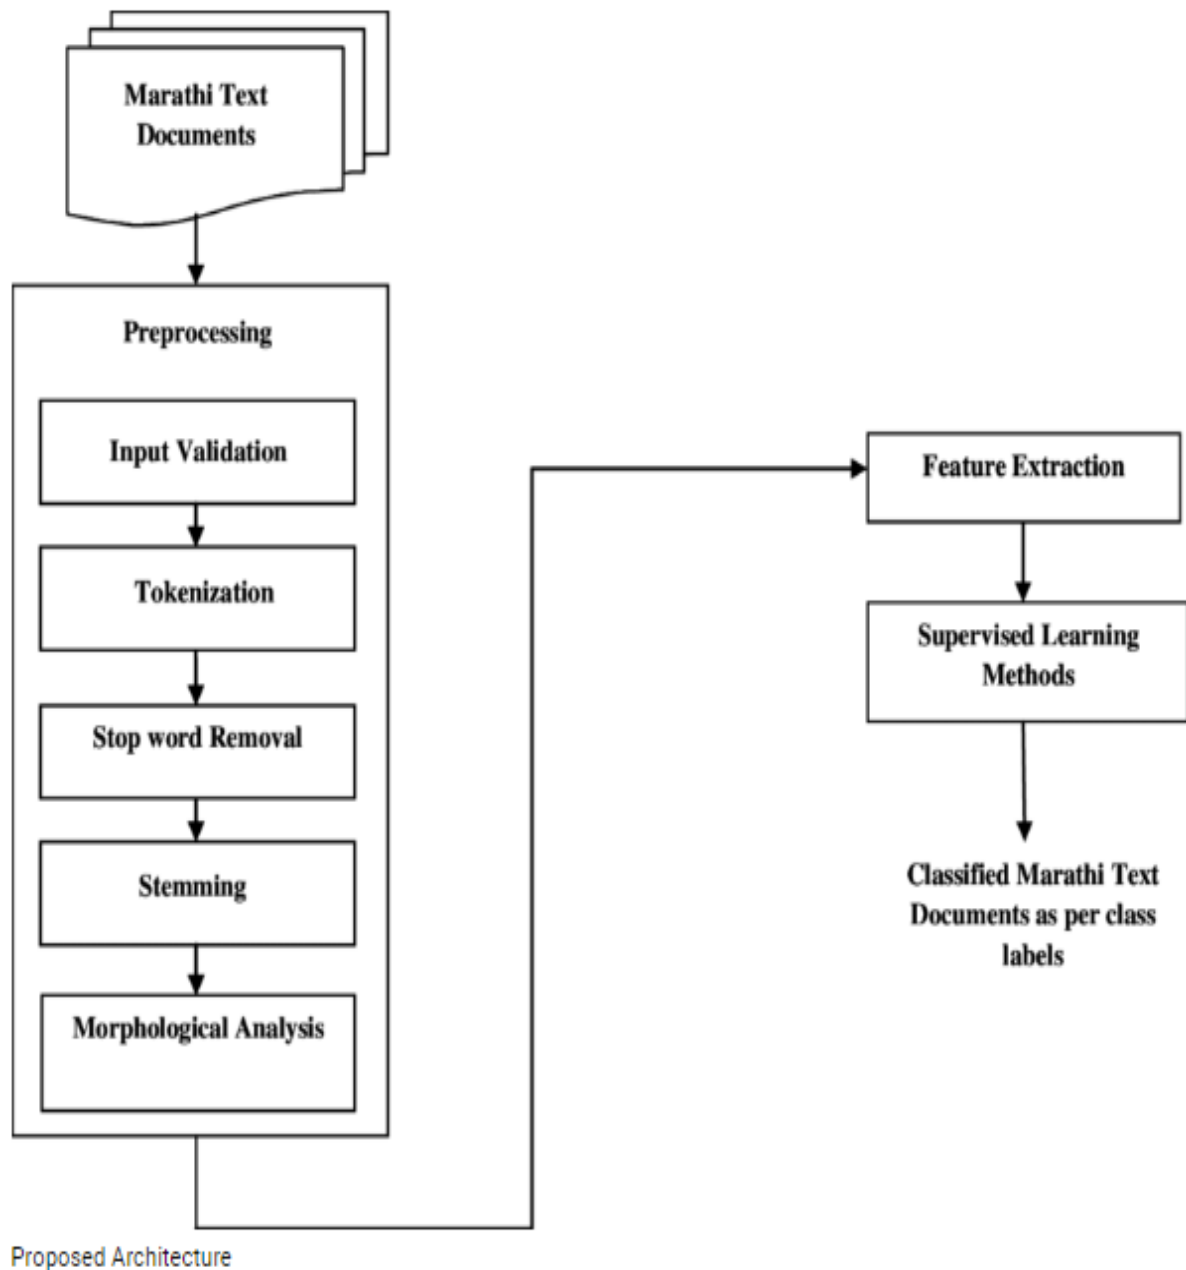 Marathi Text
Documents
Preprocessing
Input Validation
Tokenization
Stop word Removal
Stemming
Morphological Analysis
Feature Extraction
Supervised Learning
Methods
Classified Marathi Text
Documents as per class
labels
Proposed Architecture